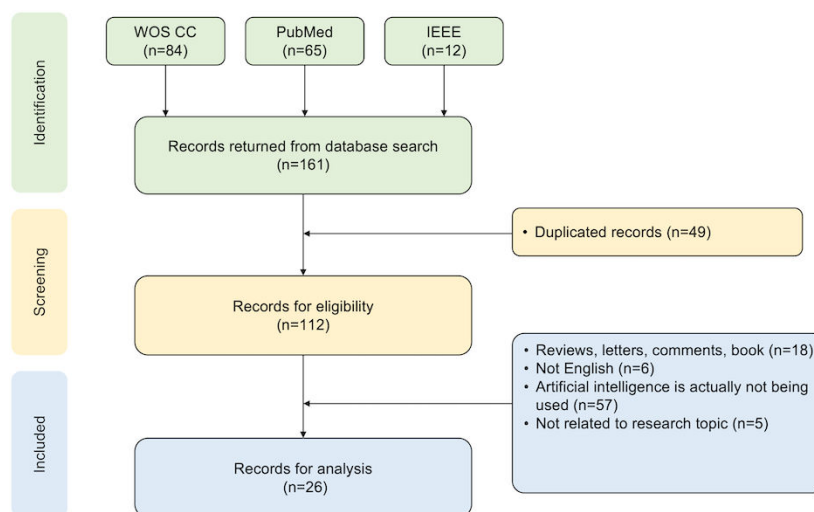 Identification
WOS CC
(n=84)
PubMed
(n=65)
IEEE
(n=12)
Records returned from database search
(n=161)
Screening
• Duplicated records (n=49)
Records for eligibility
(n=112)
• Reviews, letters, comments, book (n=18)
• Not English (n=6)
• Artificial intelligence is actually not being
used (n=57)
• Not related to research topic (n=5)
Included
Records for analysis
(n=26)